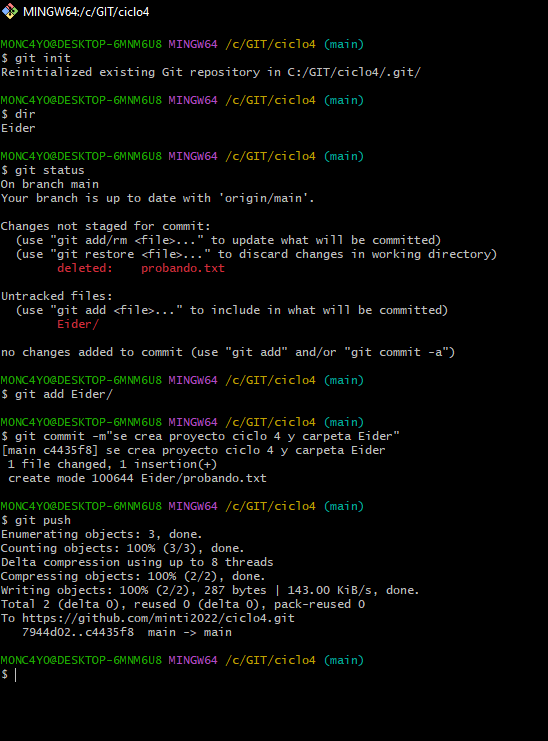 MINGW64:/c/GIT/ciclo4
MONC4YO@DESKTOP-6MNM6U8 MINGW64 /c/GIT/ciclo4 (main)
$ git init
Reinitialized existing Git repository in C:/GIT/ciclo4/.git/
MONC4YO@DESKTOP-6MNM6U8 MINGW64 /c/GIT/ciclo4 (main)
$ dir
Eider
MONC4YO@DESKTOP-6MNM6U8 MINGW64 /c/GIT/ciclo4 (main)
$ git status
On branch main
Your branch is up to date with 'origin/main'.
Changes not staged for commit:
  (use "git add/rm <file>..." to update what will be committed)
  (use "git restore <file>..." to discard changes in working directory)
        deleted:    probando.txt
Untracked files:
  (use "git add <file>..." to include in what will be committed)
        Eider/
no changes added to commit (use "git add" and/or "git commit -a")
MONC4YO@DESKTOP-6MNM6U8 MINGW64 /c/GIT/ciclo4 (main)
$ git add Eider/
MONC4YO@DESKTOP-6MNM6U8 MINGW64 /c/GIT/ciclo4 (main)
$ git commit -m"se crea proyecto ciclo 4 y carpeta Eider"
[main c4435f8] se crea proyecto ciclo 4 y carpeta Eider
 1 file changed, 1 insertion(+)
 create mode 100644 Eider/probando.txt
MONC4YO@DESKTOP-6MNM6U8 MINGW64 /c/GIT/ciclo4 (main)
$ git push
Enumerating objects: 3, done.
Counting objects: 100% (3/3), done.
Delta compression using up to 8 threads
Compressing objects: 100% (2/2), done.
Writing objects: 100% (2/2), 287 bytes | 143.00 KiB/s, done.
Total 2 (delta 0), reused 0 (delta 0), pack-reused 0
To https://github.com/minti2022/ciclo4.git
   7944d02..c4435f8  main -> main
MONC4YO@DESKTOP-6MNM6U8 MINGW64 /c/GIT/ciclo4 (main)
$